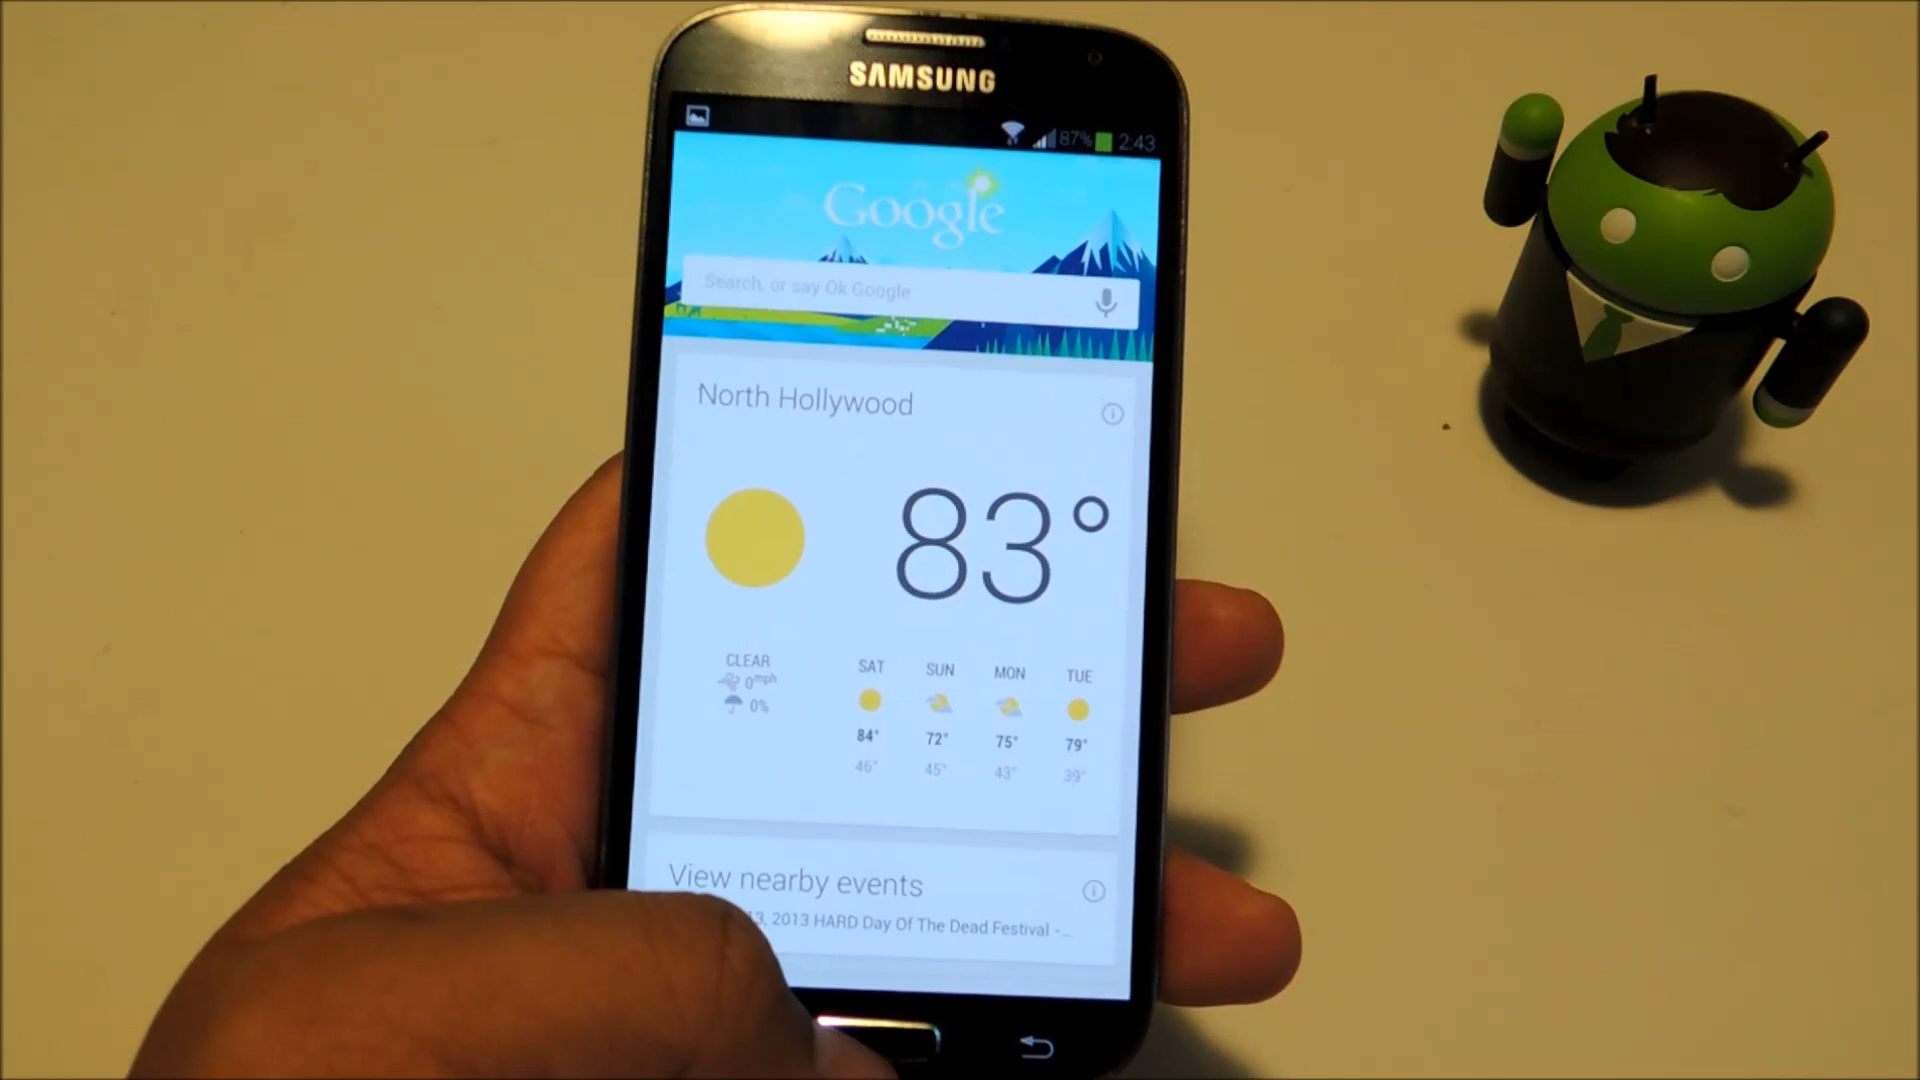 SAMSUNG
87% 2:43
Google
Search, or say Ok Google
North Hollywood
83°
CLEAR
0mph
0%
SAT SUN MON TUE
84° 72° 75° 79°
46° 45° 43° 39°
View nearby events
13, 2013 HARD Day Of The Dead Festival -...